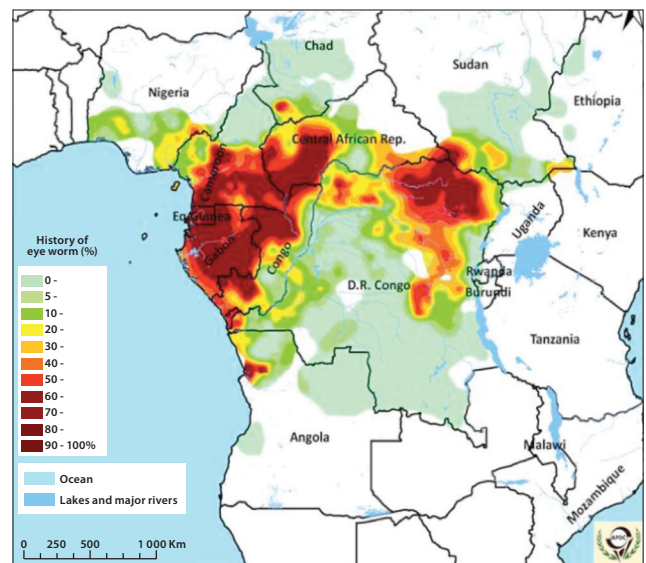 Chad
Sudan
Nigeria
Ethiopia
Central African Rep.
Cameroon
Eq. Guinea
Gabon
Congo
Uganda
Kenya
D.R. Congo
Rwanda
Burundi
Tanzania
Angola
Malawi
Mozambique
History of
eye worm (%)
0 -
5 -
10 -
20 -
30 -
40 -
50 -
60 -
70 -
80 -
90 - 100%
Ocean
Lakes and major rivers
0 250 500 1 000 Km
APOC